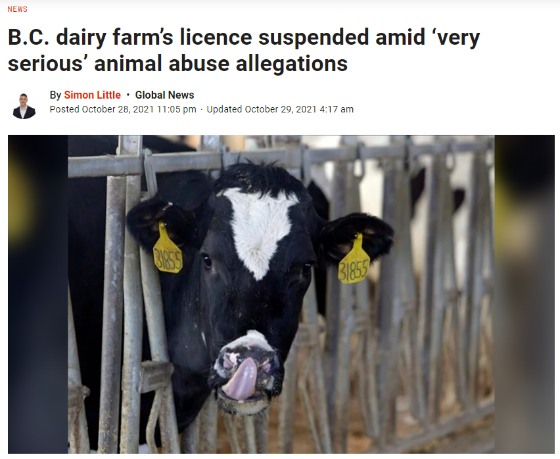 NEWS
B.C. dairy farm's licence suspended amid 'very
serious' animal abuse allegations
By Simon Little • Global News
Posted October 28, 2021 11:05 pm · Updated October 29, 2021 4:17 am
31855
31855